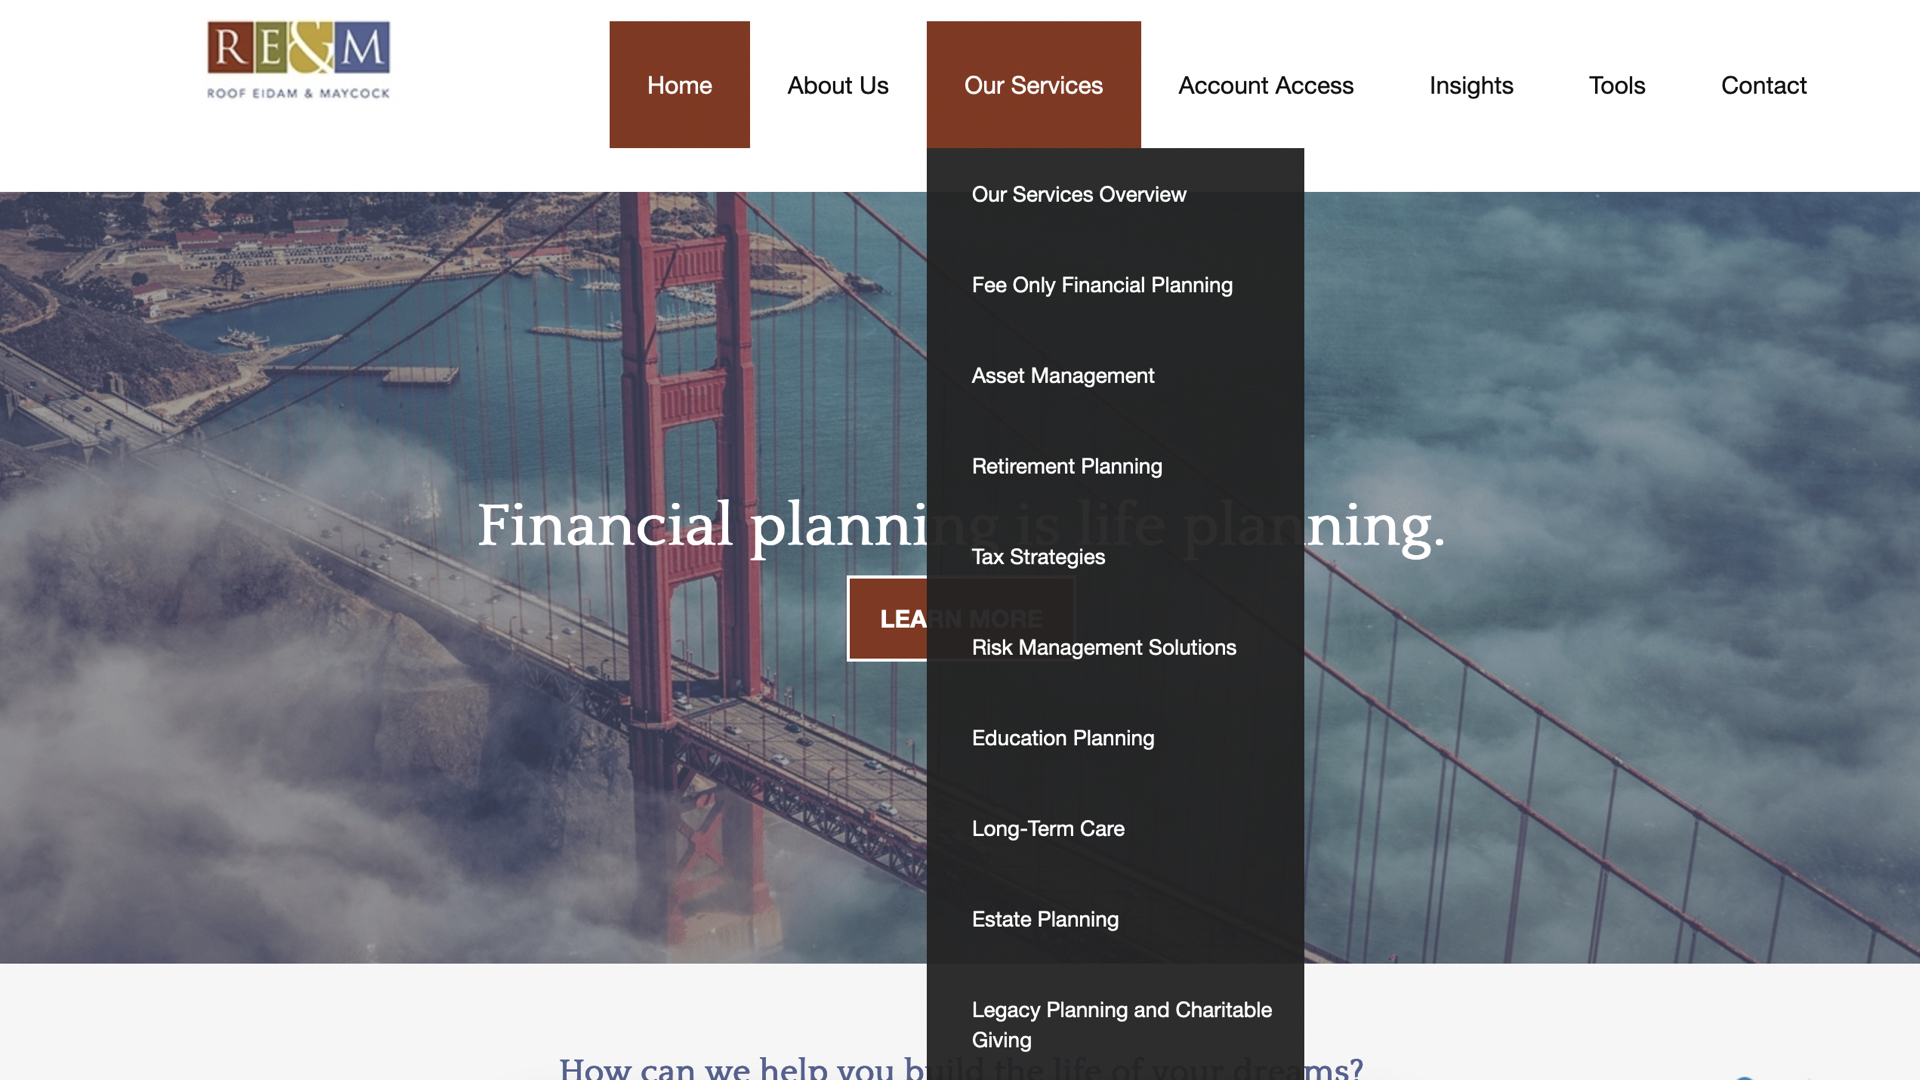 RE&M
ROOF EIDAM & MAYCOCK
Home
About Us
Our Services
Account Access
Insights
Tools
Contact
Our Services Overview
Fee Only Financial Planning
Asset Management
Retirement Planning
Financial planning is life planning.
Tax Strategies
LEARN MORE
Risk Management Solutions
Education Planning
Long-Term Care
Estate Planning
Legacy Planning and Charitable
Giving
How can we help you build the life of your dreams?